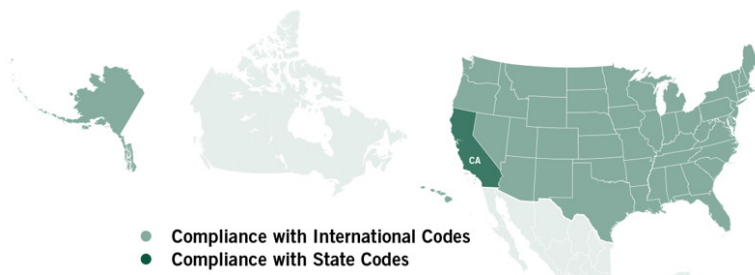 CA
Compliance with International Codes
Compliance with State Codes